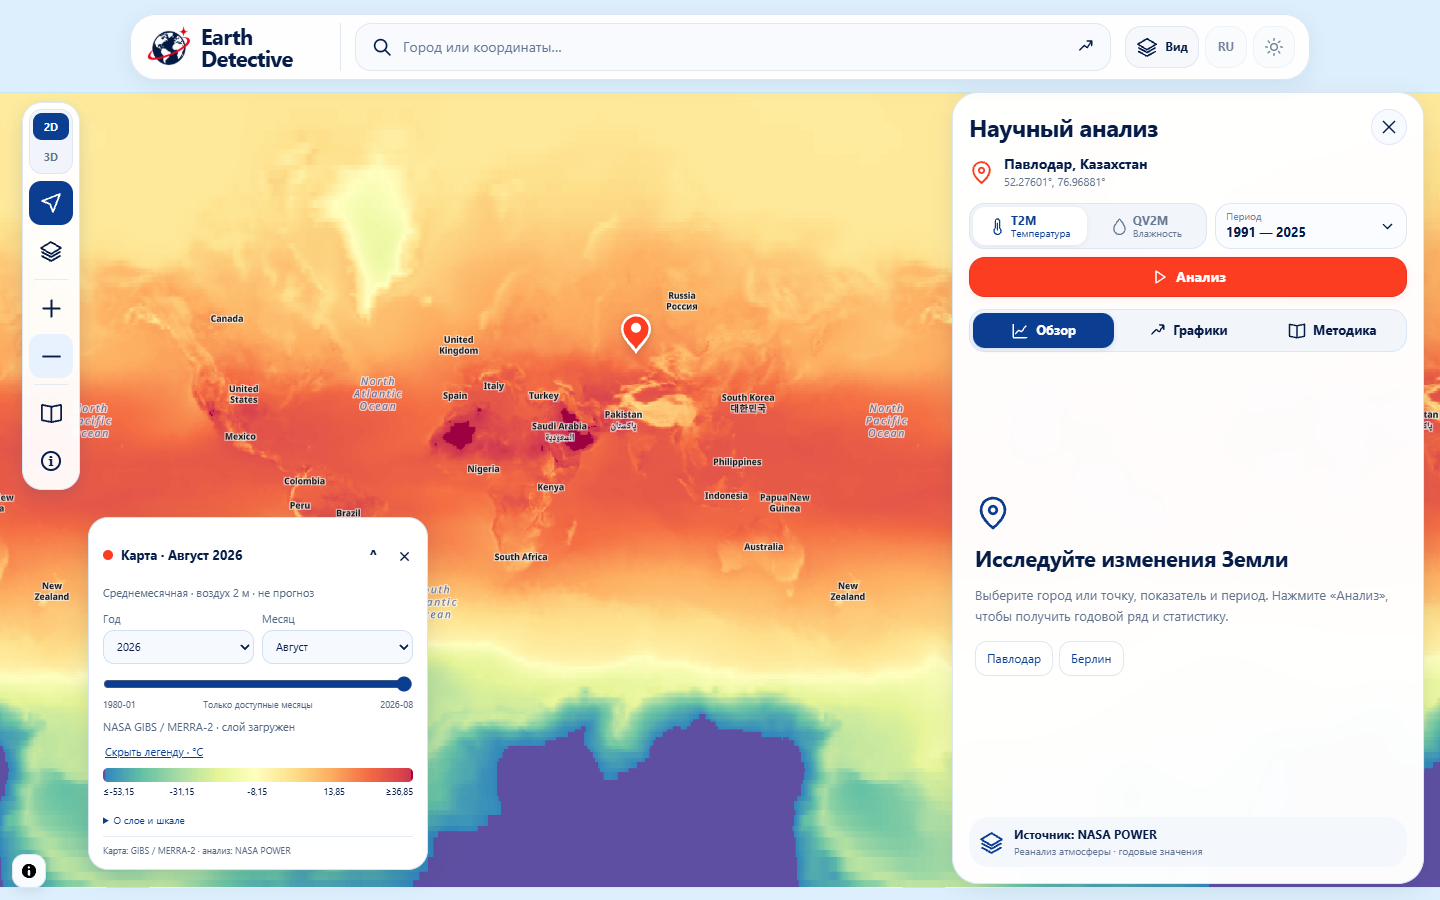 Earth
Detective
Город или координаты...
Вид
RU
2D
3D
Canada
United
States
Mexico
Colombia
Peru
Brazil
North
Atlantic
Ocean
United
Kingdom
Spain
Italy
Turkey
Russia
Россия
Saudi Arabia
السعودية
Pakistan
پاکستان
South Korea
대한민국
Nigeria
Kenya
South Africa
Philippines
Indonesia
Papua New
Guinea
Australia
New
Zealand
North
Pacific
Ocean
New
Zealand
Карта · Август 2026
Среднемесячная · воздух 2 м · не прогноз
Год
Месяц
2026
Август
1980-01
Только доступные месяцы
2026-08
NASA GIBS / MERRA-2 · слой загружен
Скрыть легенду · °C
≤-53,15
-31,15
-8,15
13,85
≥36,85
О слое и шкале
Карта: GIBS / MERRA-2 · анализ: NASA POWER
Научный анализ
Павлодар, Казахстан
52.27601°, 76.96881°
T2M
Температура
QV2M
Влажность
Период
1991 — 2025
Анализ
Обзор
Графики
Методика
Исследуйте изменения Земли
Выберите город или точку, показатель и период. Нажмите «Анализ»,
чтобы получить годовой ряд и статистику.
Павлодар
Берлин
Источник: NASA POWER
Реанализ атмосферы · годовые значения